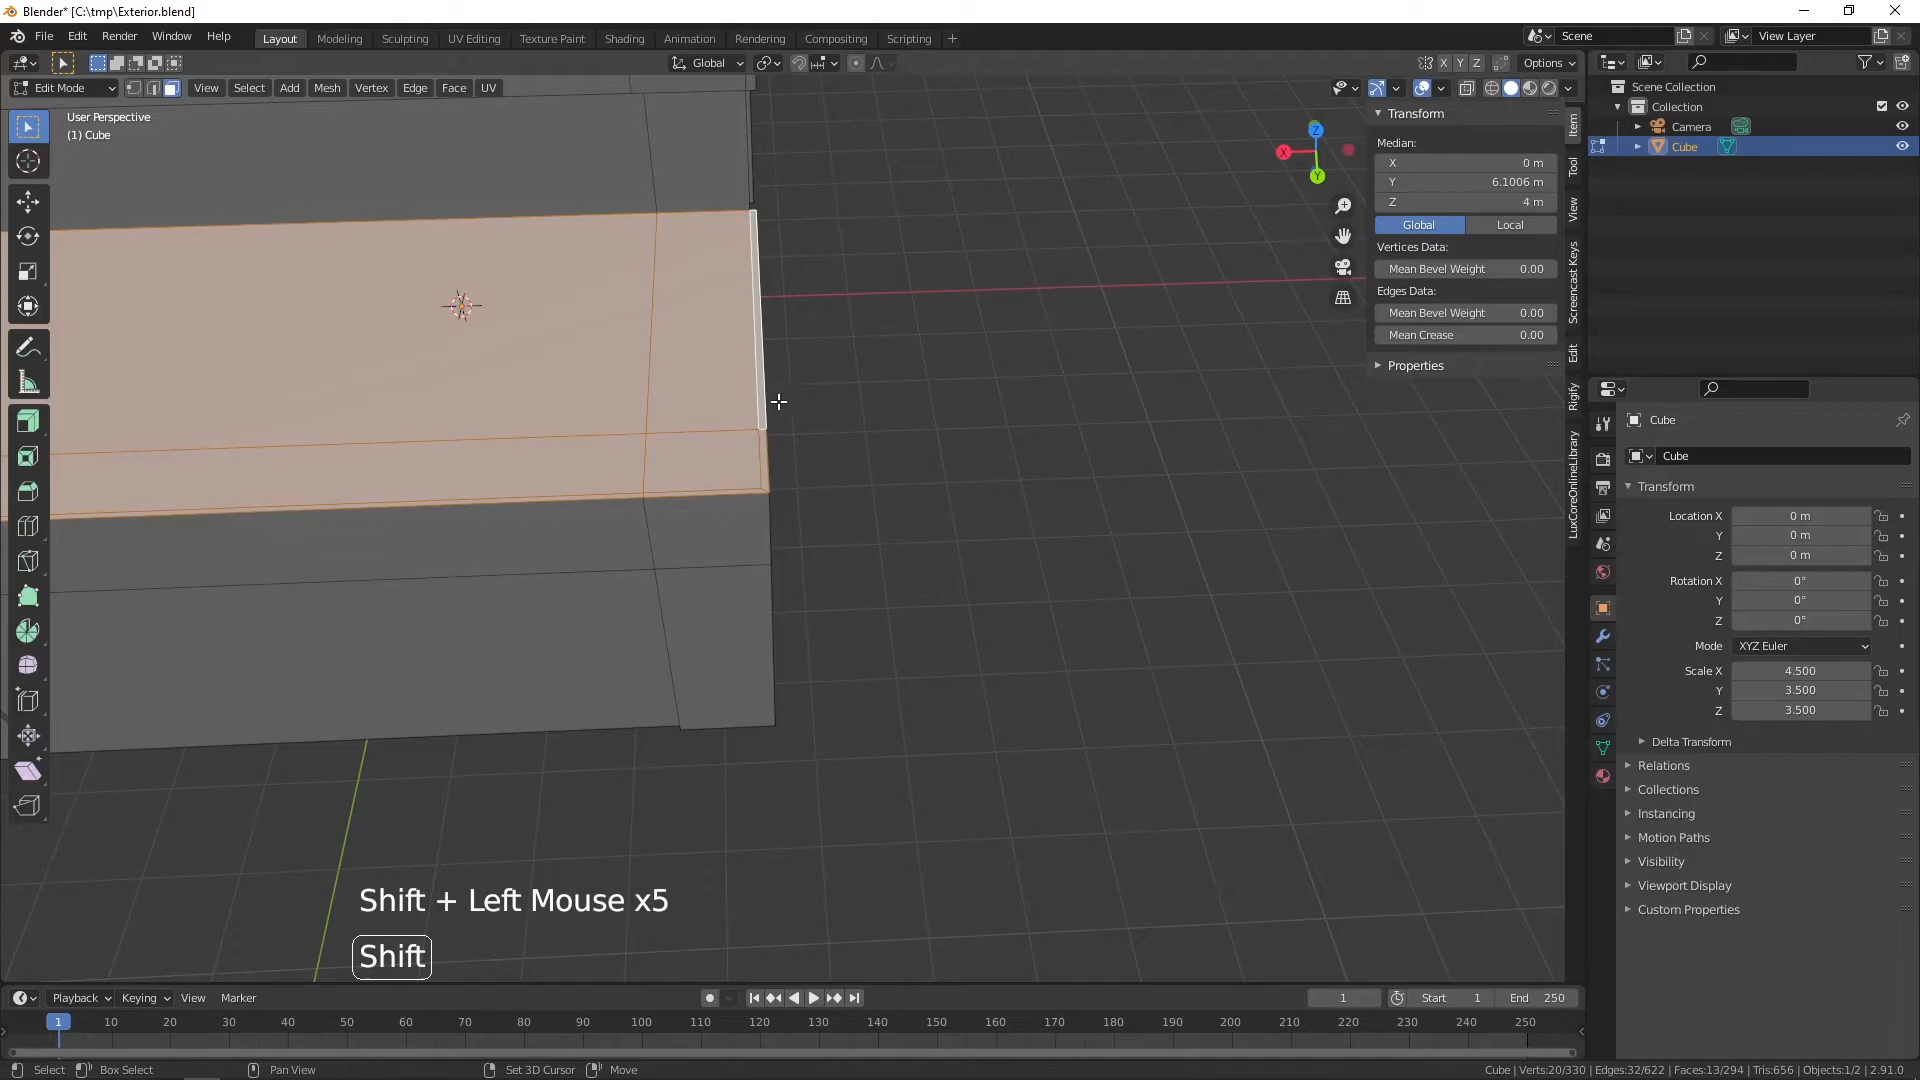 Blender* [C:\tmp\Exterior.blend]
File Edit Render Window Help Layout Modeling Sculpting UV Editing Texture Paint Shading Animation Rendering Compositing Scripting + Scene View Layer
Global X Y Z Options
Edit Mode View Select Add Mesh Vertex Edge Face UV
User Perspective
(1) Cube
Transform
Median:
X 0 m
Y 6.1006 m
Z 4 m
Global Local
Vertices Data:
Mean Bevel Weight 0.00
Edges Data:
Mean Bevel Weight 0.00
Mean Crease 0.00
Properties
Z
X
Y
Item
Tool
View
Screencast Keys
Edit
Rigify
LuxCoreOnlineLibrary
Scene Collection
Collection
Camera
Cube
Cube
Cube
Transform
Location X 0 m
Y 0 m
Z 0 m
Rotation X 0°
Y 0°
Z 0°
Mode XYZ Euler
Scale X 4.500
Y 3.500
Z 3.500
Delta Transform
Relations
Collections
Instancing
Motion Paths
Visibility
Viewport Display
Custom Properties
Shift + Left Mouse x5
Shift
Playback Keying View Marker 1 Start 1 End 250
1 10 20 30 40 50 60 70 80 90 100 110 120 130 140 150 160 170 180 190 200 210 220 230 240 250
Select Box Select Pan View Set 3D Cursor Move Cube | Verts:20/330 | Edges:32/622 | Faces:13/294 | Tris:656 | Objects:1/2 | 2.91.0